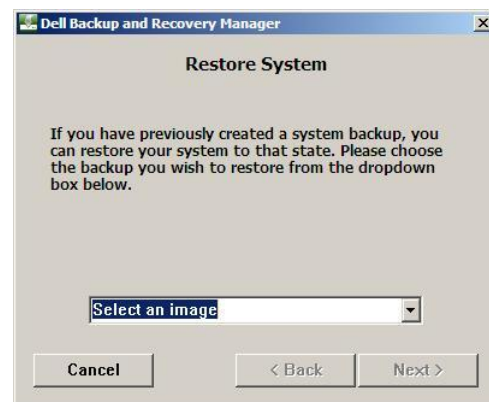 Dell Backup and Recovery Manager
Restore System
If you have previously created a system backup, you
can restore your system to that state. Please choose
the backup you wish to restore from the dropdown
box below.
Select an image
Cancel
< Back
Next >